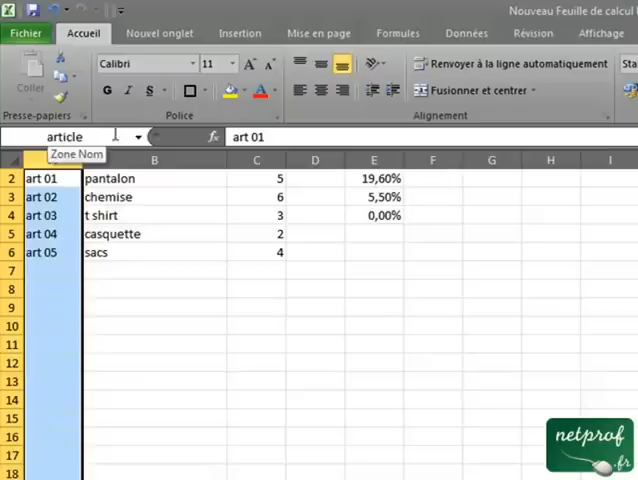 Nouveau Feuille de calcul
Fichier Accueil Nouvel onglet Insertion Mise en page Formules Données Révision Affichage
Calibri 11 A A Renvoyer à la ligne automatiquement Sta
Coller G I S A Fusionner et centrer
Presse-papiers Police Alignement
article fx art 01
Zone Nom
B C D E F G H I
2 art 01 pantalon 5 19,60%
3 art 02 chemise 6 5,50%
4 art 03 t shirt 3 0,00%
5 art 04 casquette 2
6 art 05 sacs 4
7
8
9
10
11
12
13
14
15
16
17
18
netprof
.fr